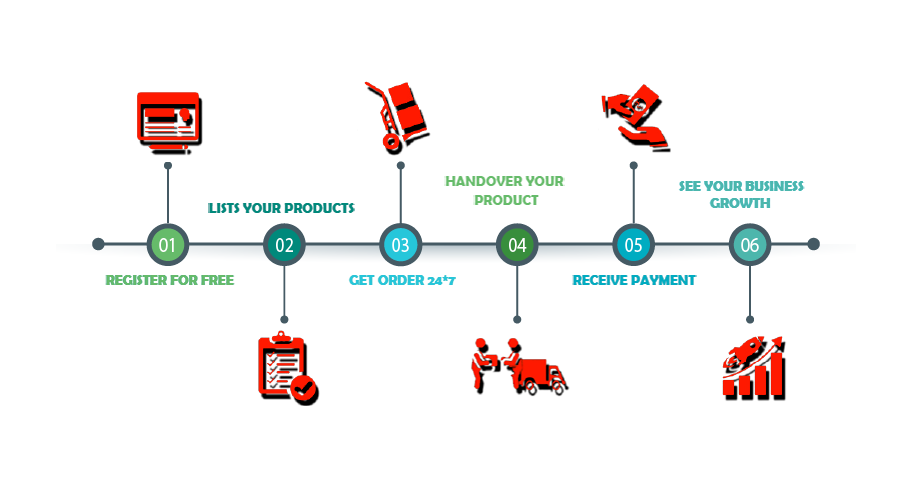 01
REGISTER FOR FREE
LISTS YOUR PRODUCTS
02
03
GET ORDER 24*7
HANDOVER YOUR
PRODUCT
04
05
RECEIVE PAYMENT
SEE YOUR BUSINESS
GROWTH
06